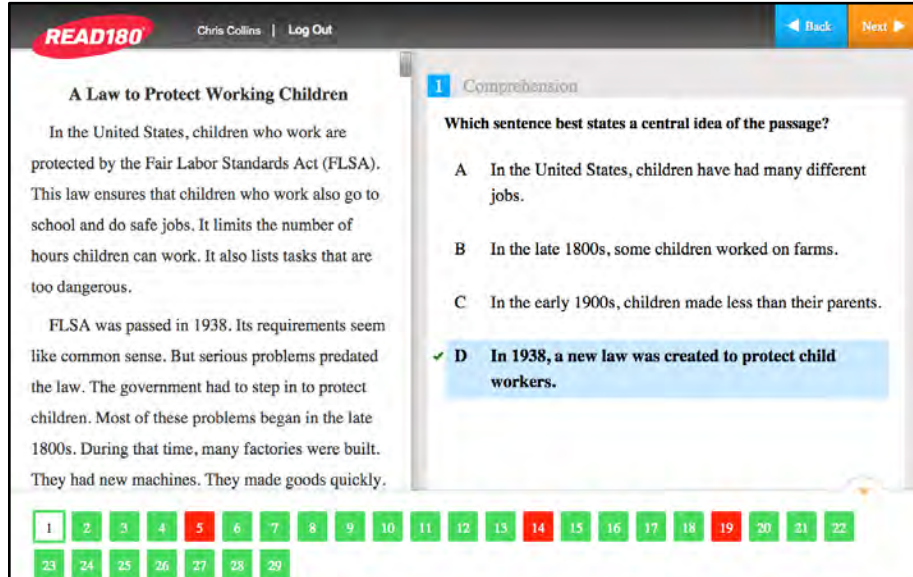 READ180
Chris Collins | Log Out
Back
Next
A Law to Protect Working Children
In the United States, children who work are
protected by the Fair Labor Standards Act (FLSA).
This law ensures that children who work also go to
school and do safe jobs. It limits the number of
hours children can work. It also lists tasks that are
too dangerous.
FLSA was passed in 1938. Its requirements seem
like common sense. But serious problems predated
the law. The government had to step in to protect
children. Most of these problems began in the late
1800s. During that time, many factories were built.
They had new machines. They made goods quickly.
1 Comprehension
Which sentence best states a central idea of the passage?
A In the United States, children have had many different
jobs.
B In the late 1800s, some children worked on farms.
C In the early 1900s, children made less than their parents.
D In 1938, a new law was created to protect child
workers.
1 2 3 4 5 6 7 8 9 10 11 12 13 14 15 16 17 18 19 20 21 22
23 24 25 26 27 28 29